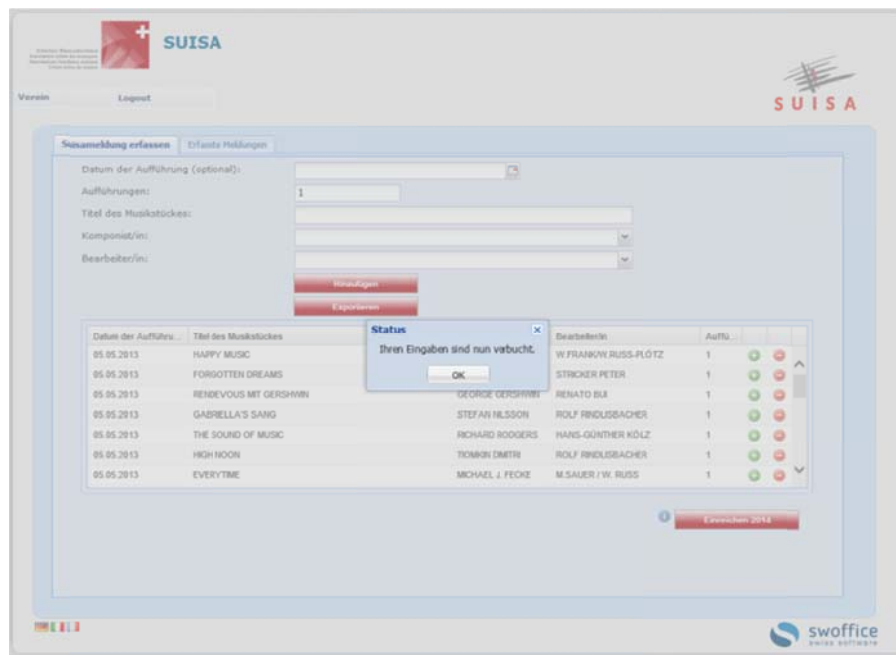 SUISA
Verein Logout
SUISA
Suisameldung erfassen Erfasste Meldungen
Datum der Aufführung (optional):
Aufführungen: 1
Titel des Musikstückes:
Komponist/in:
Bearbeiter/in:
Hinzufügen
Exportieren
Status
Ihren Eingaben sind nun verbucht.
OK
Datum der Aufführu... Titel des Musikstückes Bearbeiter/in Auffü...
05.05.2013 HAPPY MUSIC W.FRANK/W.RUSS-PLÖTZ 1
05.05.2013 FORGOTTEN DREAMS STRICKER PETER 1
05.05.2013 RENDEVOUS MIT GERSHWIN GEORGE GERSHWIN RENATO BUI 1
05.05.2013 GABRIELLA'S SANG STEFAN NILSSON ROLF RINDLISBACHER 1
05.05.2013 THE SOUND OF MUSIC RICHARD RODGERS HANS-GÜNTHER KÖLZ 1
05.05.2013 HIGH NOON TIOMKIN DMITRI ROLF RINDLISBACHER 1
05.05.2013 EVERYTIME MICHAEL J. FECKE M.SAUER / W. RUSS 1
Einreichen 2014
swoffice
swiss software